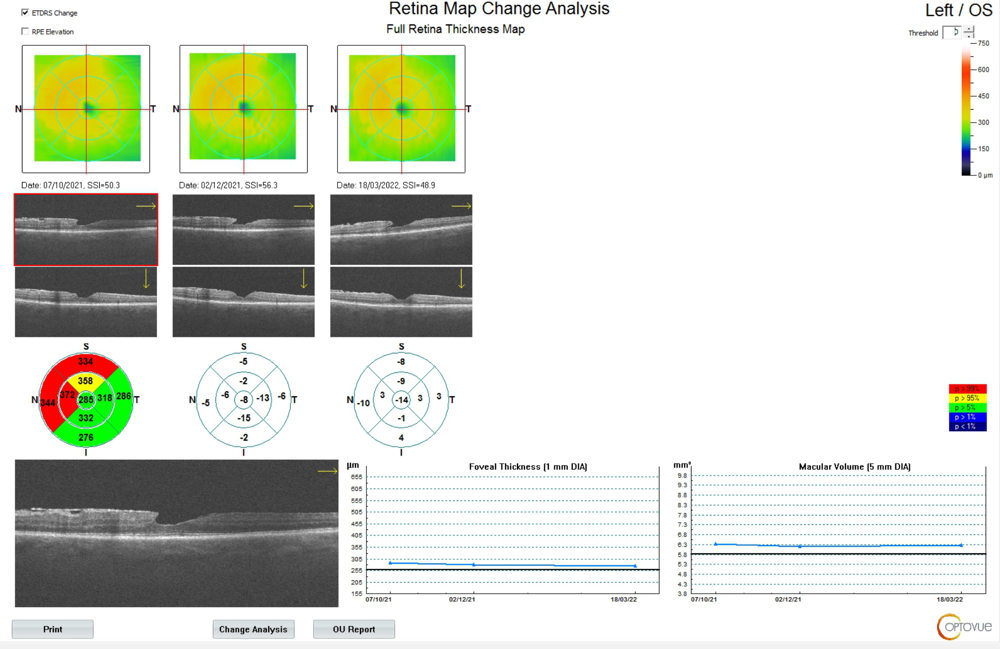 Retina Map Change Analysis
Left / OS
ETDRS Change
Full Retina Thickness Map
RPE Elevation
Threshold
750
600
450
300
150
0 µm
N T N T N T
Date: 07/10/2021, SSI=50.3
Date: 02/12/2021, SSI=56.3
Date: 18/03/2022, SSI=48.9
S
334
358
N 344 372 285 318 286 T
332
276
I
S
-5
-2
N -5 -6 -8 -13 -6 T
-15
-2
I
S
-8
-9
N -10 3 -14 3 3 T
-1
4
I
p > 99%
p > 95%
p > 5%
p > 1%
p < 1%
µm
Foveal Thickness (1 mm DIA)
655
605
555
505
455
405
355
305
255
205
155
07/10/21 02/12/21 18/03/22
mm³
Macular Volume (5 mm DIA)
9.8
9.3
8.8
8.3
7.8
7.3
6.8
6.3
5.8
5.3
4.8
4.3
3.8
07/10/21 02/12/21 18/03/22
Print
Change Analysis
OU Report
OPTOVUE